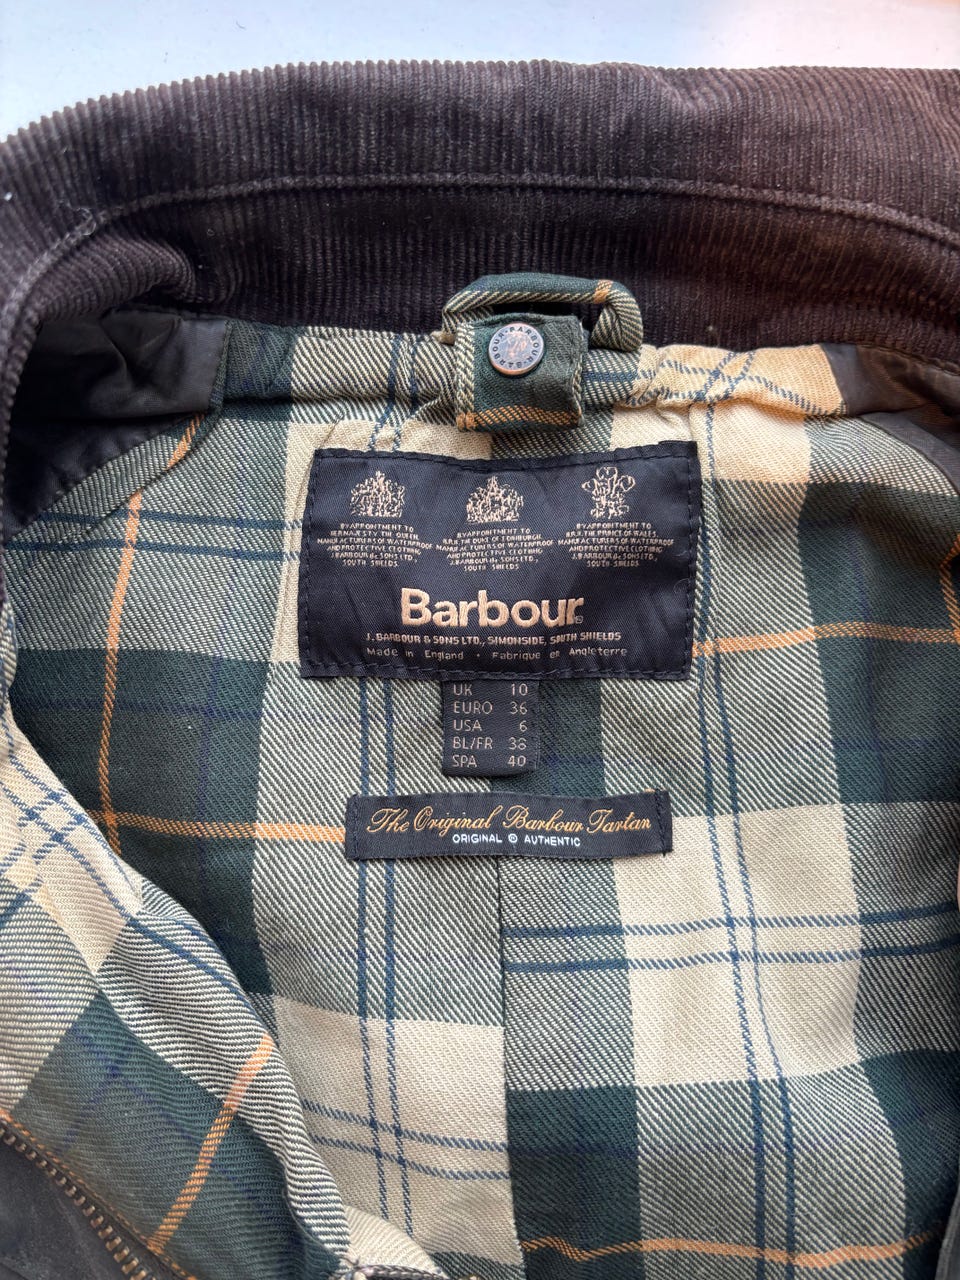 BARBOUR · BARBOUR
BY APPOINTMENT TO
HER MAJESTY THE QUEEN,
MANUFACTURERS OF WATERPROOF
AND PROTECTIVE CLOTHING
J.BARBOUR & SONS LTD.,
SOUTH SHIELDS
BY APPOINTMENT TO
H.R.H. THE DUKE OF EDINBURGH,
MANUFACTURERS OF WATERPROOF
AND PROTECTIVE CLOTHING
J.BARBOUR & SONS LTD.,
SOUTH SHIELDS
BY APPOINTMENT TO
H.R.H. THE PRINCE OF WALES,
MANUFACTURERS OF WATERPROOF
AND PROTECTIVE CLOTHING
J.BARBOUR & SONS LTD.,
SOUTH SHIELDS
Barbour®
J. BARBOUR & SONS LTD., SIMONSIDE, SOUTH SHIELDS
Made in England · Fabriqué en Angleterre
UK 10
EURO 36
USA 6
BL/FR 38
SPA 40
The Original Barbour Tartan
ORIGINAL ® AUTHENTIC